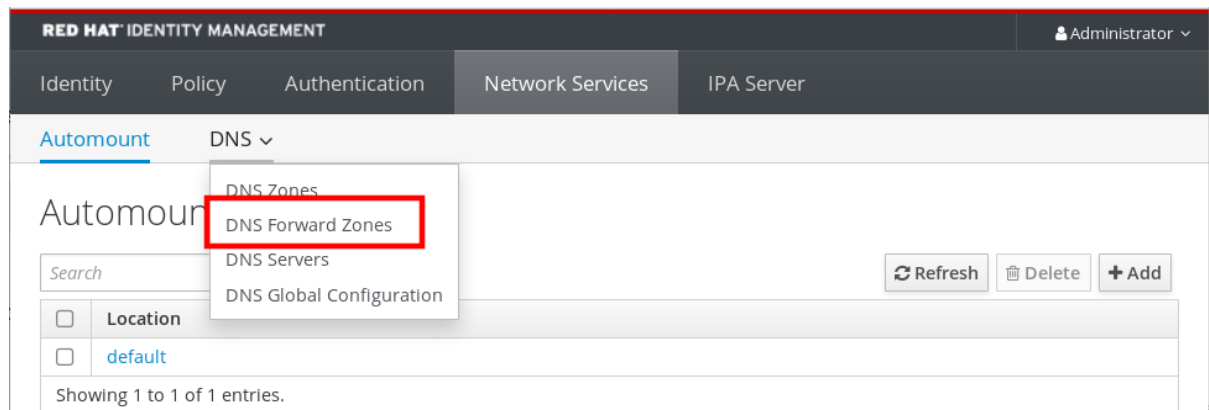 RED HAT® IDENTITY MANAGEMENT Administrator
Identity Policy Authentication Network Services IPA Server
Automount DNS
DNS Zones
Automoun
DNS Forward Zones
Search DNS Servers Refresh Delete Add
DNS Global Configuration
Location
default
Showing 1 to 1 of 1 entries.